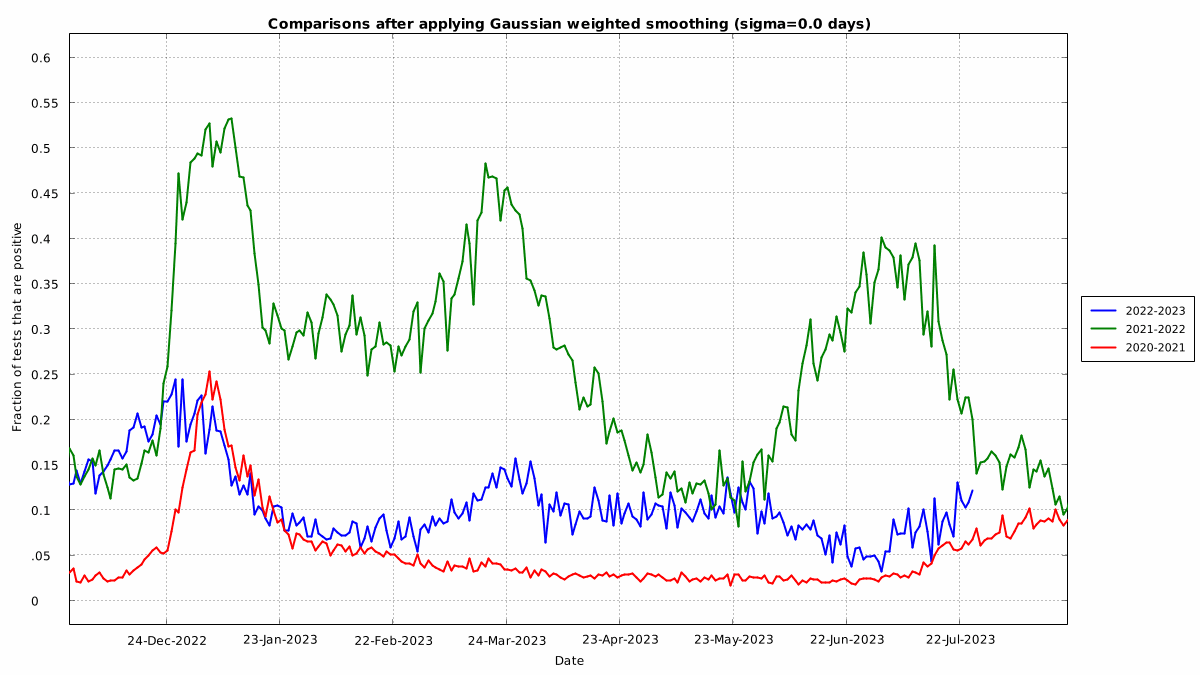 Comparisons after applying Gaussian weighted smoothing (sigma=0.0 days)
0.6
0.55
0.5
0.45
0.4
0.35
0.3
0.25
0.2
0.15
0.1
.05
0
Fraction of tests that are positive
24-Dec-2022
23-Jan-2023
22-Feb-2023
24-Mar-2023
23-Apr-2023
23-May-2023
22-Jun-2023
22-Jul-2023
Date
2022-2023
2021-2022
2020-2021